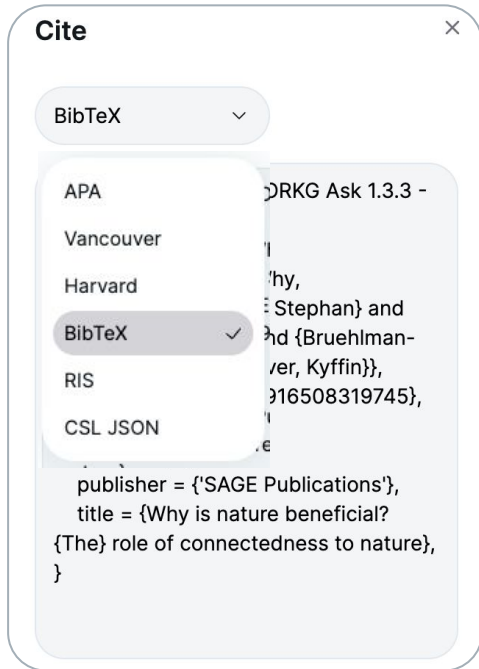 Cite
BibTeX
APA
Vancouver
Harvard
BibTeX
RIS
CSL JSON
ORKG Ask 1.3.3 -
Stephan} and
{Bruehlman-
Kyffin}},
publisher = {'SAGE Publications'},
title = {Why is nature beneficial?
{The} role of connectedness to nature},
}